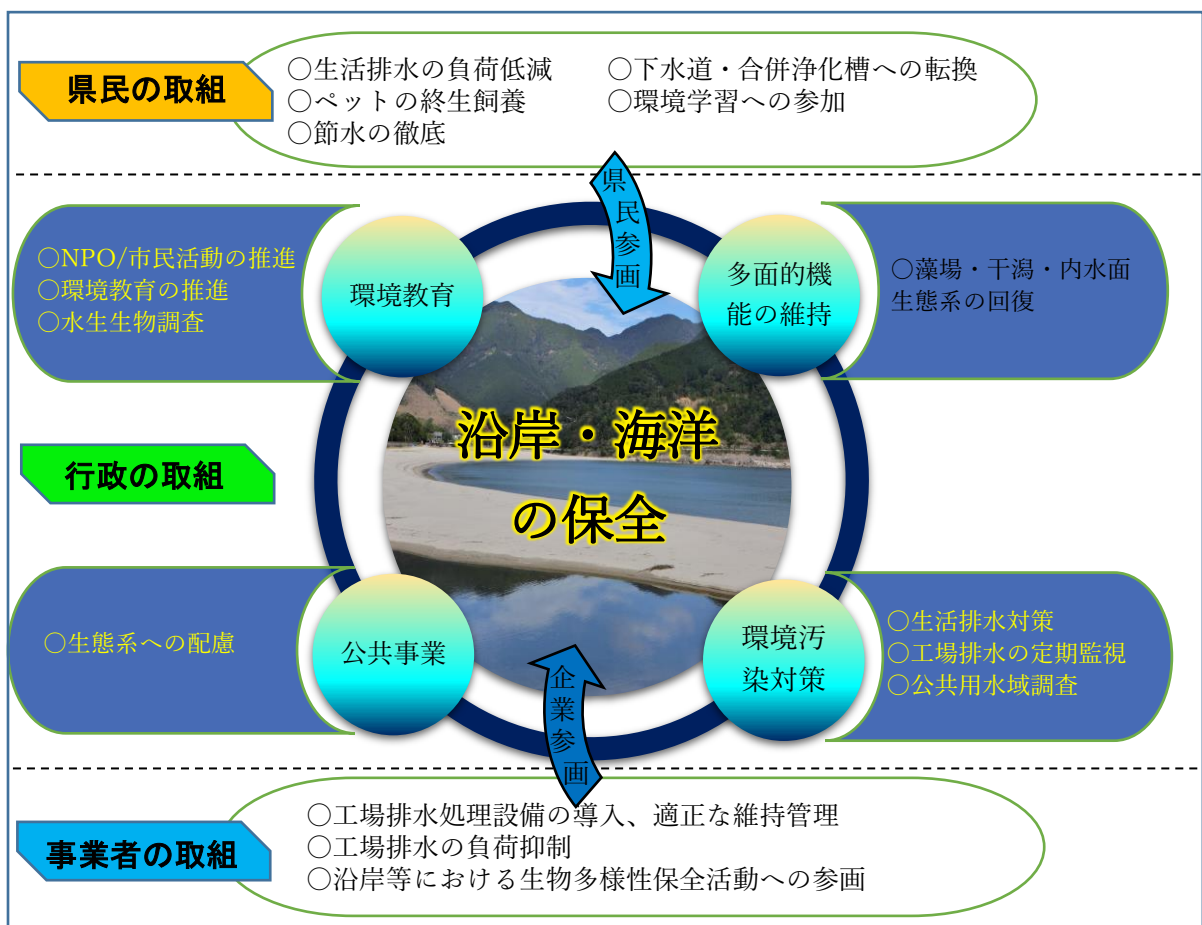 県民の取組
○生活排水の負荷低減
○ペットの終生飼養
○節水の徹底
○下水道・合併浄化槽への転換
○環境学習への参加
県民参画
○NPO/市民活動の推進
○環境教育の推進
○水生生物調査
環境教育
多面的機
能の維持
○藻場・干潟・内水面
生態系の回復
沿岸・海洋
の保全
行政の取組
○生態系への配慮
公共事業
環境汚
染対策
○生活排水対策
○工場排水の定期監視
○公共用水域調査
企業参画
事業者の取組
○工場排水処理設備の導入、適正な維持管理
○工場排水の負荷抑制
○沿岸等における生物多様性保全活動への参画